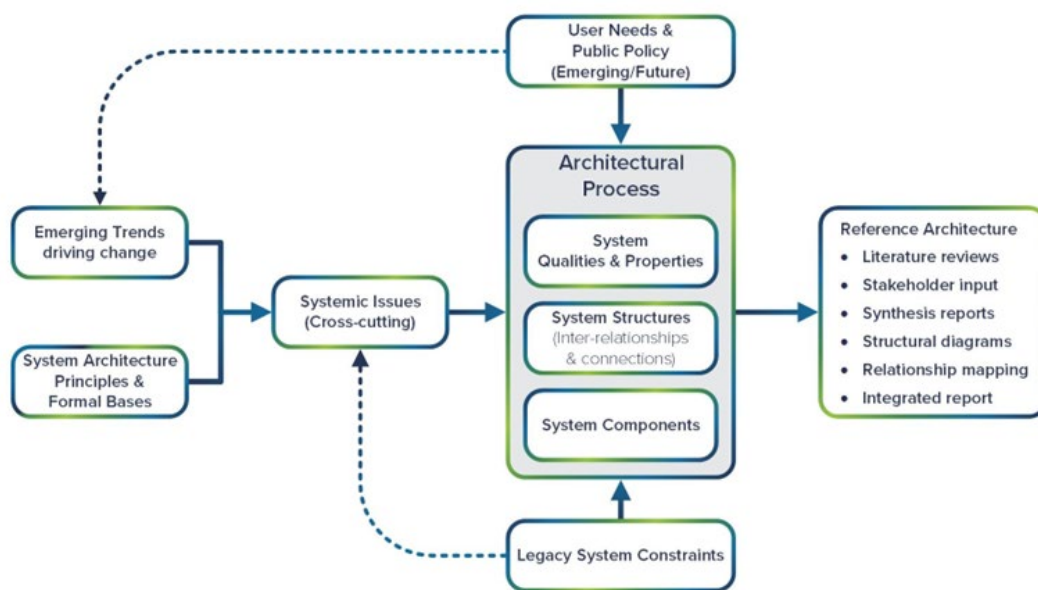 User Needs &
Public Policy
(Emerging/Future)
Architectural
Process
Emerging Trends
driving change
System
Qualities & Properties
Reference Architecture
• Literature reviews
• Stakeholder input
• Synthesis reports
• Structural diagrams
• Relationship mapping
• Integrated report
Systemic Issues
(Cross-cutting)
System Structures
(Inter-relationships
& connections)
System Architecture
Principles &
Formal Bases
System Components
Legacy System Constraints